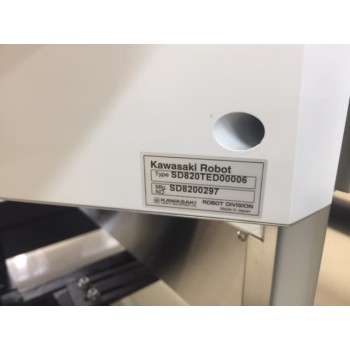 Kawasaki Robot
Type SD820TED00006
Mfg. NO. SD8200297
KAWASAKI ROBOT DIVISION
Made in Japan